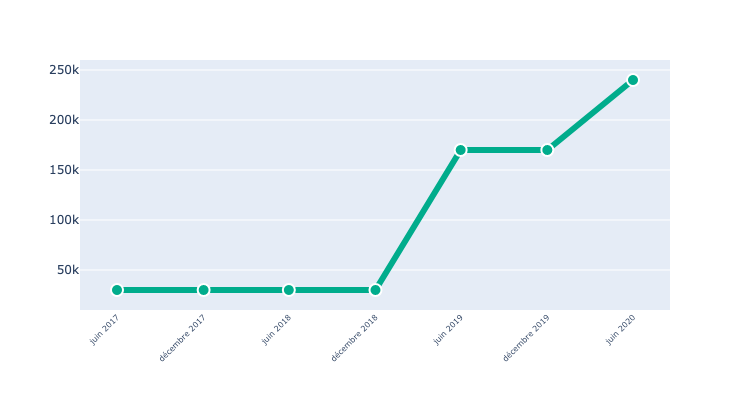 250k
200k
150k
100k
50k
juin 2017
décembre 2017
juin 2018
décembre 2018
juin 2019
décembre 2019
juin 2020